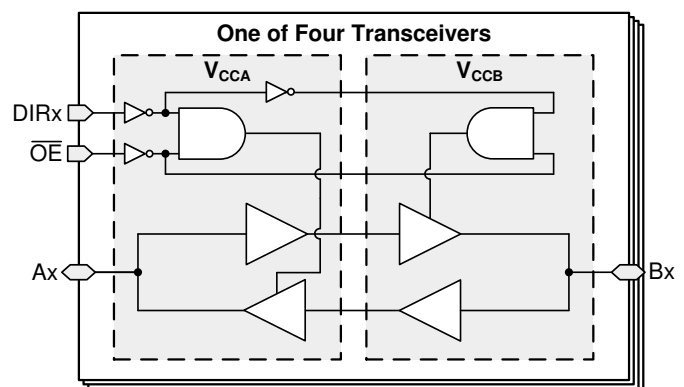 One of Four Transceivers
VCCA
VCCB
DIRx
OE
Ax
Bx